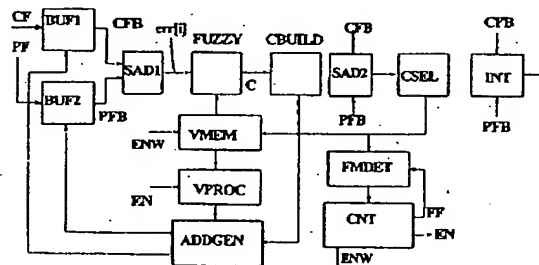 CF
BUF1
CFB
PF
BUF2
PFB
SAD1
err[i]
FUZZY
C
CBUILD
CFB
SAD2
PFB
CSEL
CFB
INT
PFB
ENW
VMEM
EN
VPROC
ADDGEN
FMDET
CNT
FF
EN
ENW